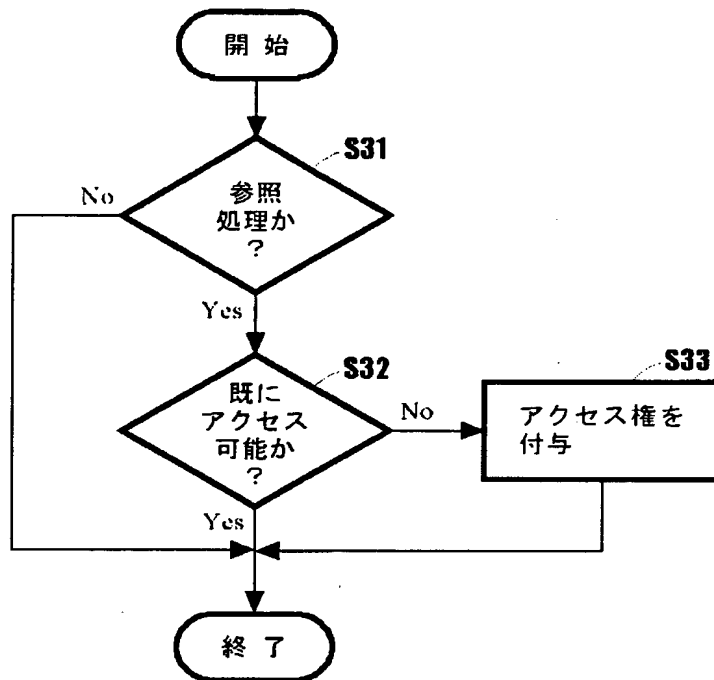 開始
S31
No
参照
処理か
?
Yes
S32
既に
アクセス
可能か
?
No
S33
アクセス権を
付与
Yes
終了